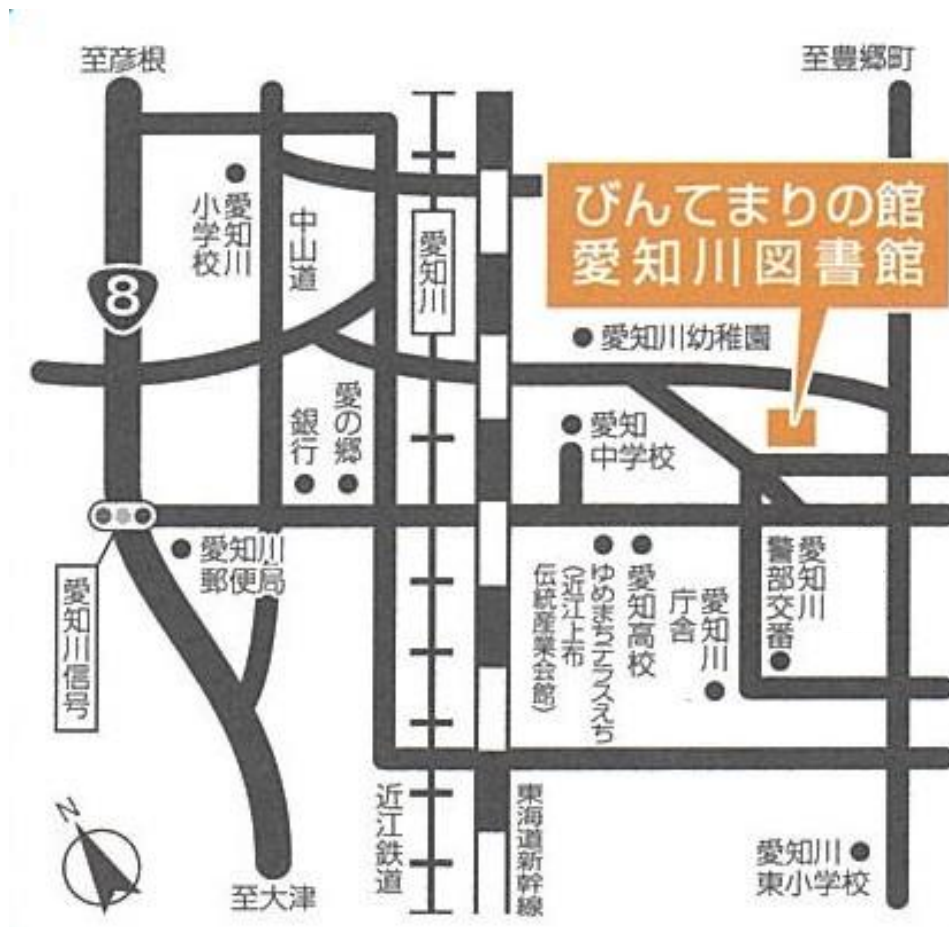 至彦根
至豊郷町
びんてまりの館
愛知川図書館
愛知川
小学校
中山道
愛知川
8
愛知川幼稚園
愛の郷
銀行
愛知
中学校
愛知川
郵便局
愛知川信号
ゆめまちテラスえち
(近江上布
伝統産業会館)
愛知高校
愛知川
庁舎
愛知川
警部交番
N
近江鉄道
東海道新幹線
至大津
愛知川
東小学校